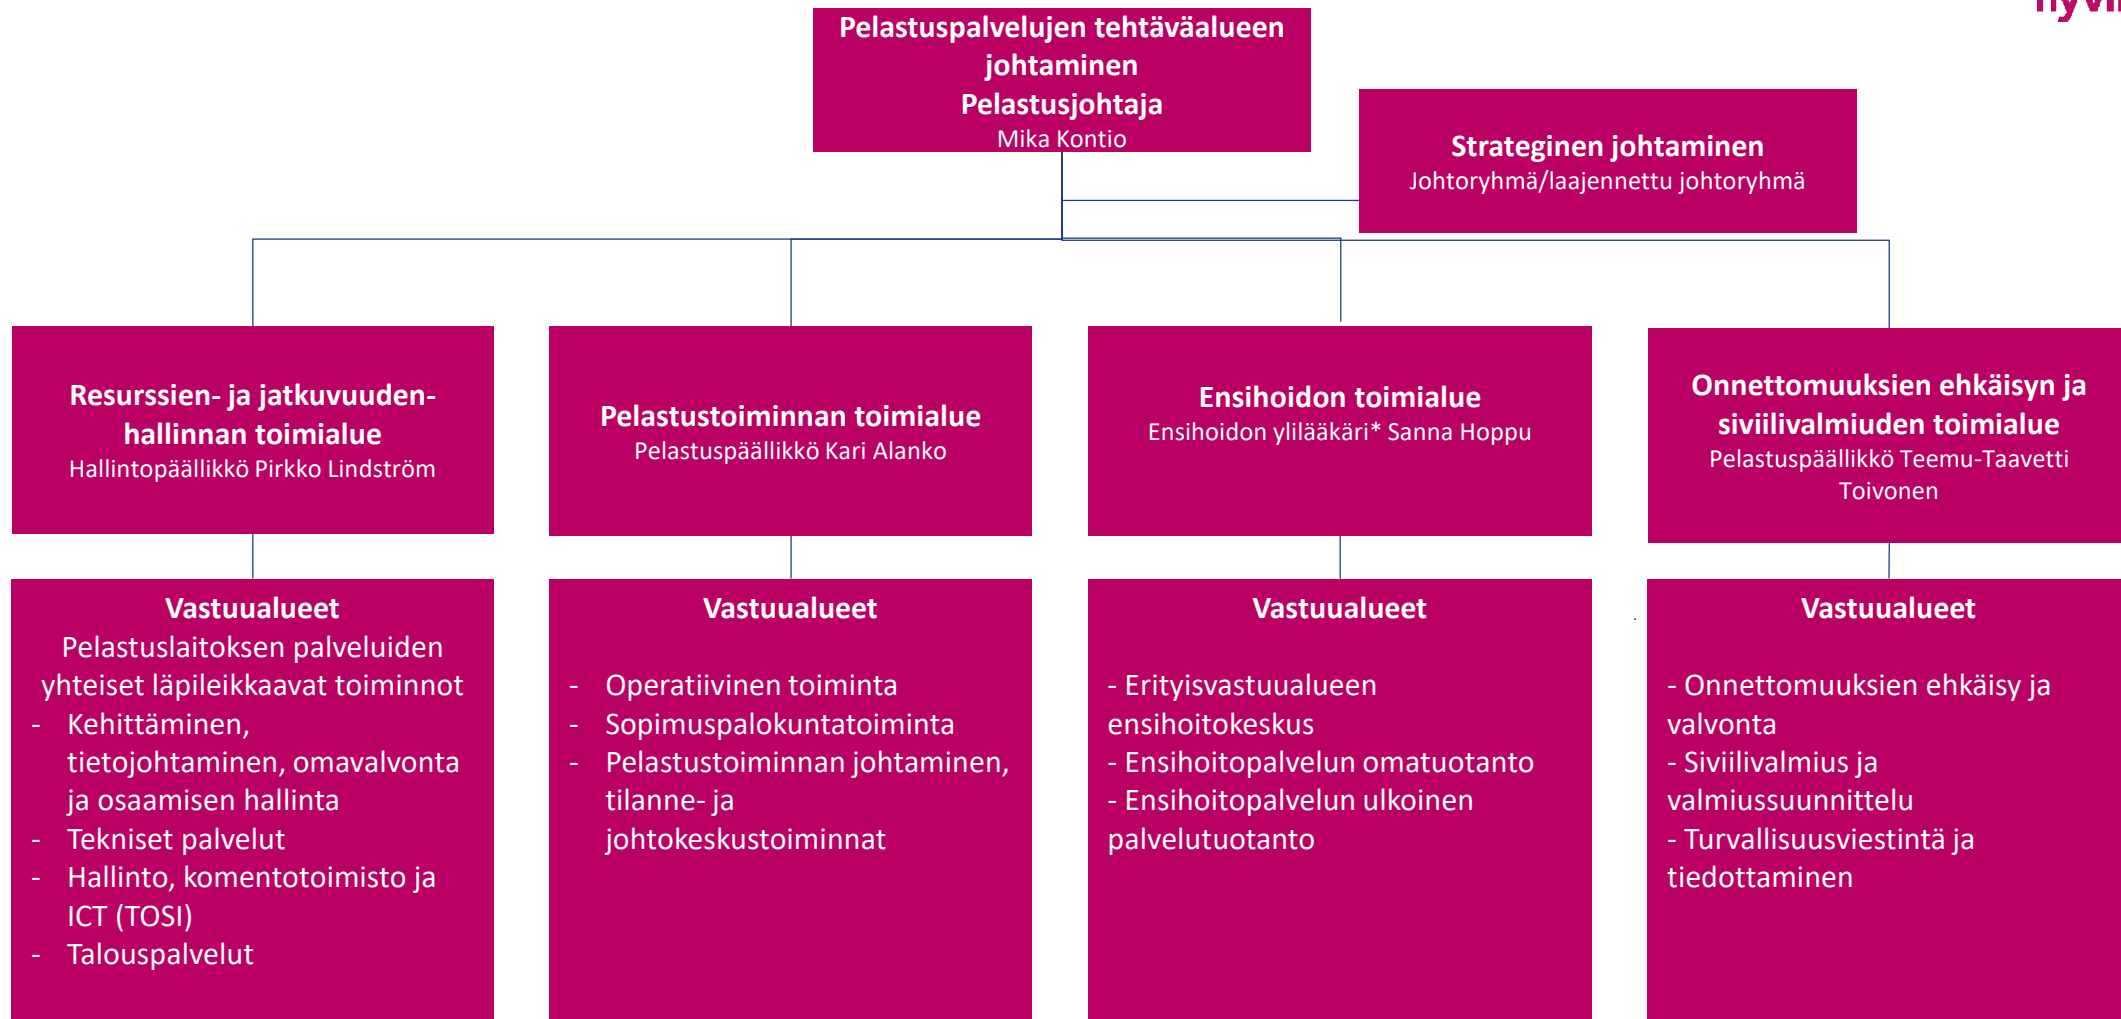 Pelastuspalvelujen tehtäväalueen
johtaminen
Pelastusjohtaja
Mika Kontio
Strateginen johtaminen
Johtoryhmä/laajennettu johtoryhmä
Resurssien- ja jatkuvuuden-
hallinnan toimialue
Hallintopäällikkö Pirkko Lindström
Pelastustoiminnan toimialue
Pelastuspäällikkö Kari Alanko
Ensihoidon toimialue
Ensihoidon ylilääkäri* Sanna Hoppu
Onnettomuuksien ehkäisyn ja
siviilivalmiuden toimialue
Pelastuspäällikkö Teemu-Taavetti
Toivonen
Vastuualueet
Pelastuslaitoksen palveluiden
yhteiset läpileikkaavat toiminnot
- Kehittäminen,
tietojohtaminen, omavalvonta
ja osaamisen hallinta
- Tekniset palvelut
- Hallinto, komentotoimisto ja
ICT (TOSI)
- Talouspalvelut
Vastuualueet
- Operatiivinen toiminta
- Sopimuspalokuntatoiminta
- Pelastustoiminnan johtaminen,
tilanne- ja
johtokeskustoiminnat
Vastuualueet
- Erityisvastuualueen
ensihoitokeskus
- Ensihoitopalvelun omatuotanto
- Ensihoitopalvelun ulkoinen
palvelutuotanto
Vastuualueet
- Onnettomuuksien ehkäisy ja
valvonta
- Siviilivalmius ja
valmiussuunnittelu
- Turvallisuusviestintä ja
tiedottaminen